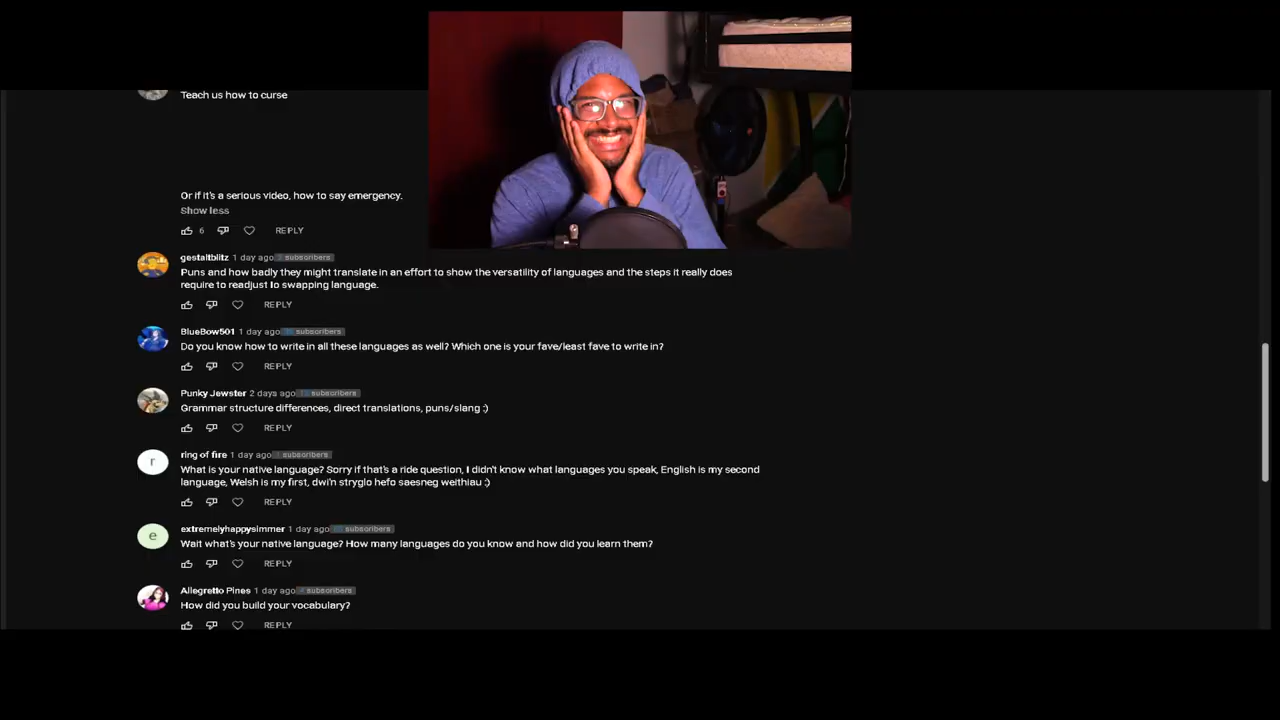 Teach us how to curse
Or if it's a serious video, how to say emergency.
Show less
6 REPLY
gestaltblitz 1 day ago subscribers
Puns and how badly they might translate in an effort to show the versatility of languages and the steps it really does
require to readjust to swapping language.
REPLY
BlueBow501 1 day ago subscribers
Do you know how to write in all these languages as well? Which one is your fave/least fave to write in?
REPLY
Punky Jewster 2 days ago subscribers
Grammar structure differences, direct translations, puns/slang :)
REPLY
r
ring of fire 1 day ago subscribers
What is your native language? Sorry if that's a ride question, I didn't know what languages you speak, English is my second
language, Welsh is my first, dwi'n stryglo hefo saesneg weithiau :)
REPLY
e
extremelyhappysimmer 1 day ago subscribers
Wait what's your native language? How many languages do you know and how did you learn them?
REPLY
Allegretto Pines 1 day ago subscribers
How did you build your vocabulary?
REPLY